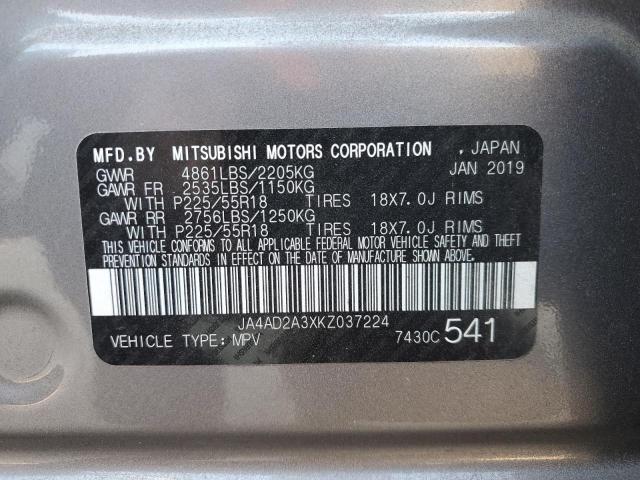 MFD.BY MITSUBISHI MOTORS CORPORATION , JAPAN
GVWR 4861LBS/2205KG JAN 2019
GAWR FR 2535LBS/1150KG
WITH P225/55R18 TIRES 18X7.0J RIMS
GAWR RR 2756LBS/1250KG
WITH P225/55R18 TIRES 18X7.0J RIMS
THIS VEHICLE CONFORMS TO ALL APPLICABLE FEDERAL MOTOR VEHICLE SAFETY AND THEFT
PREVENTION STANDARDS IN EFFECT ON THE DATE OF MANUFACTURE SHOWN ABOVE.
JA4AD2A3XKZ037224
VEHICLE TYPE:MPV 7430C 541